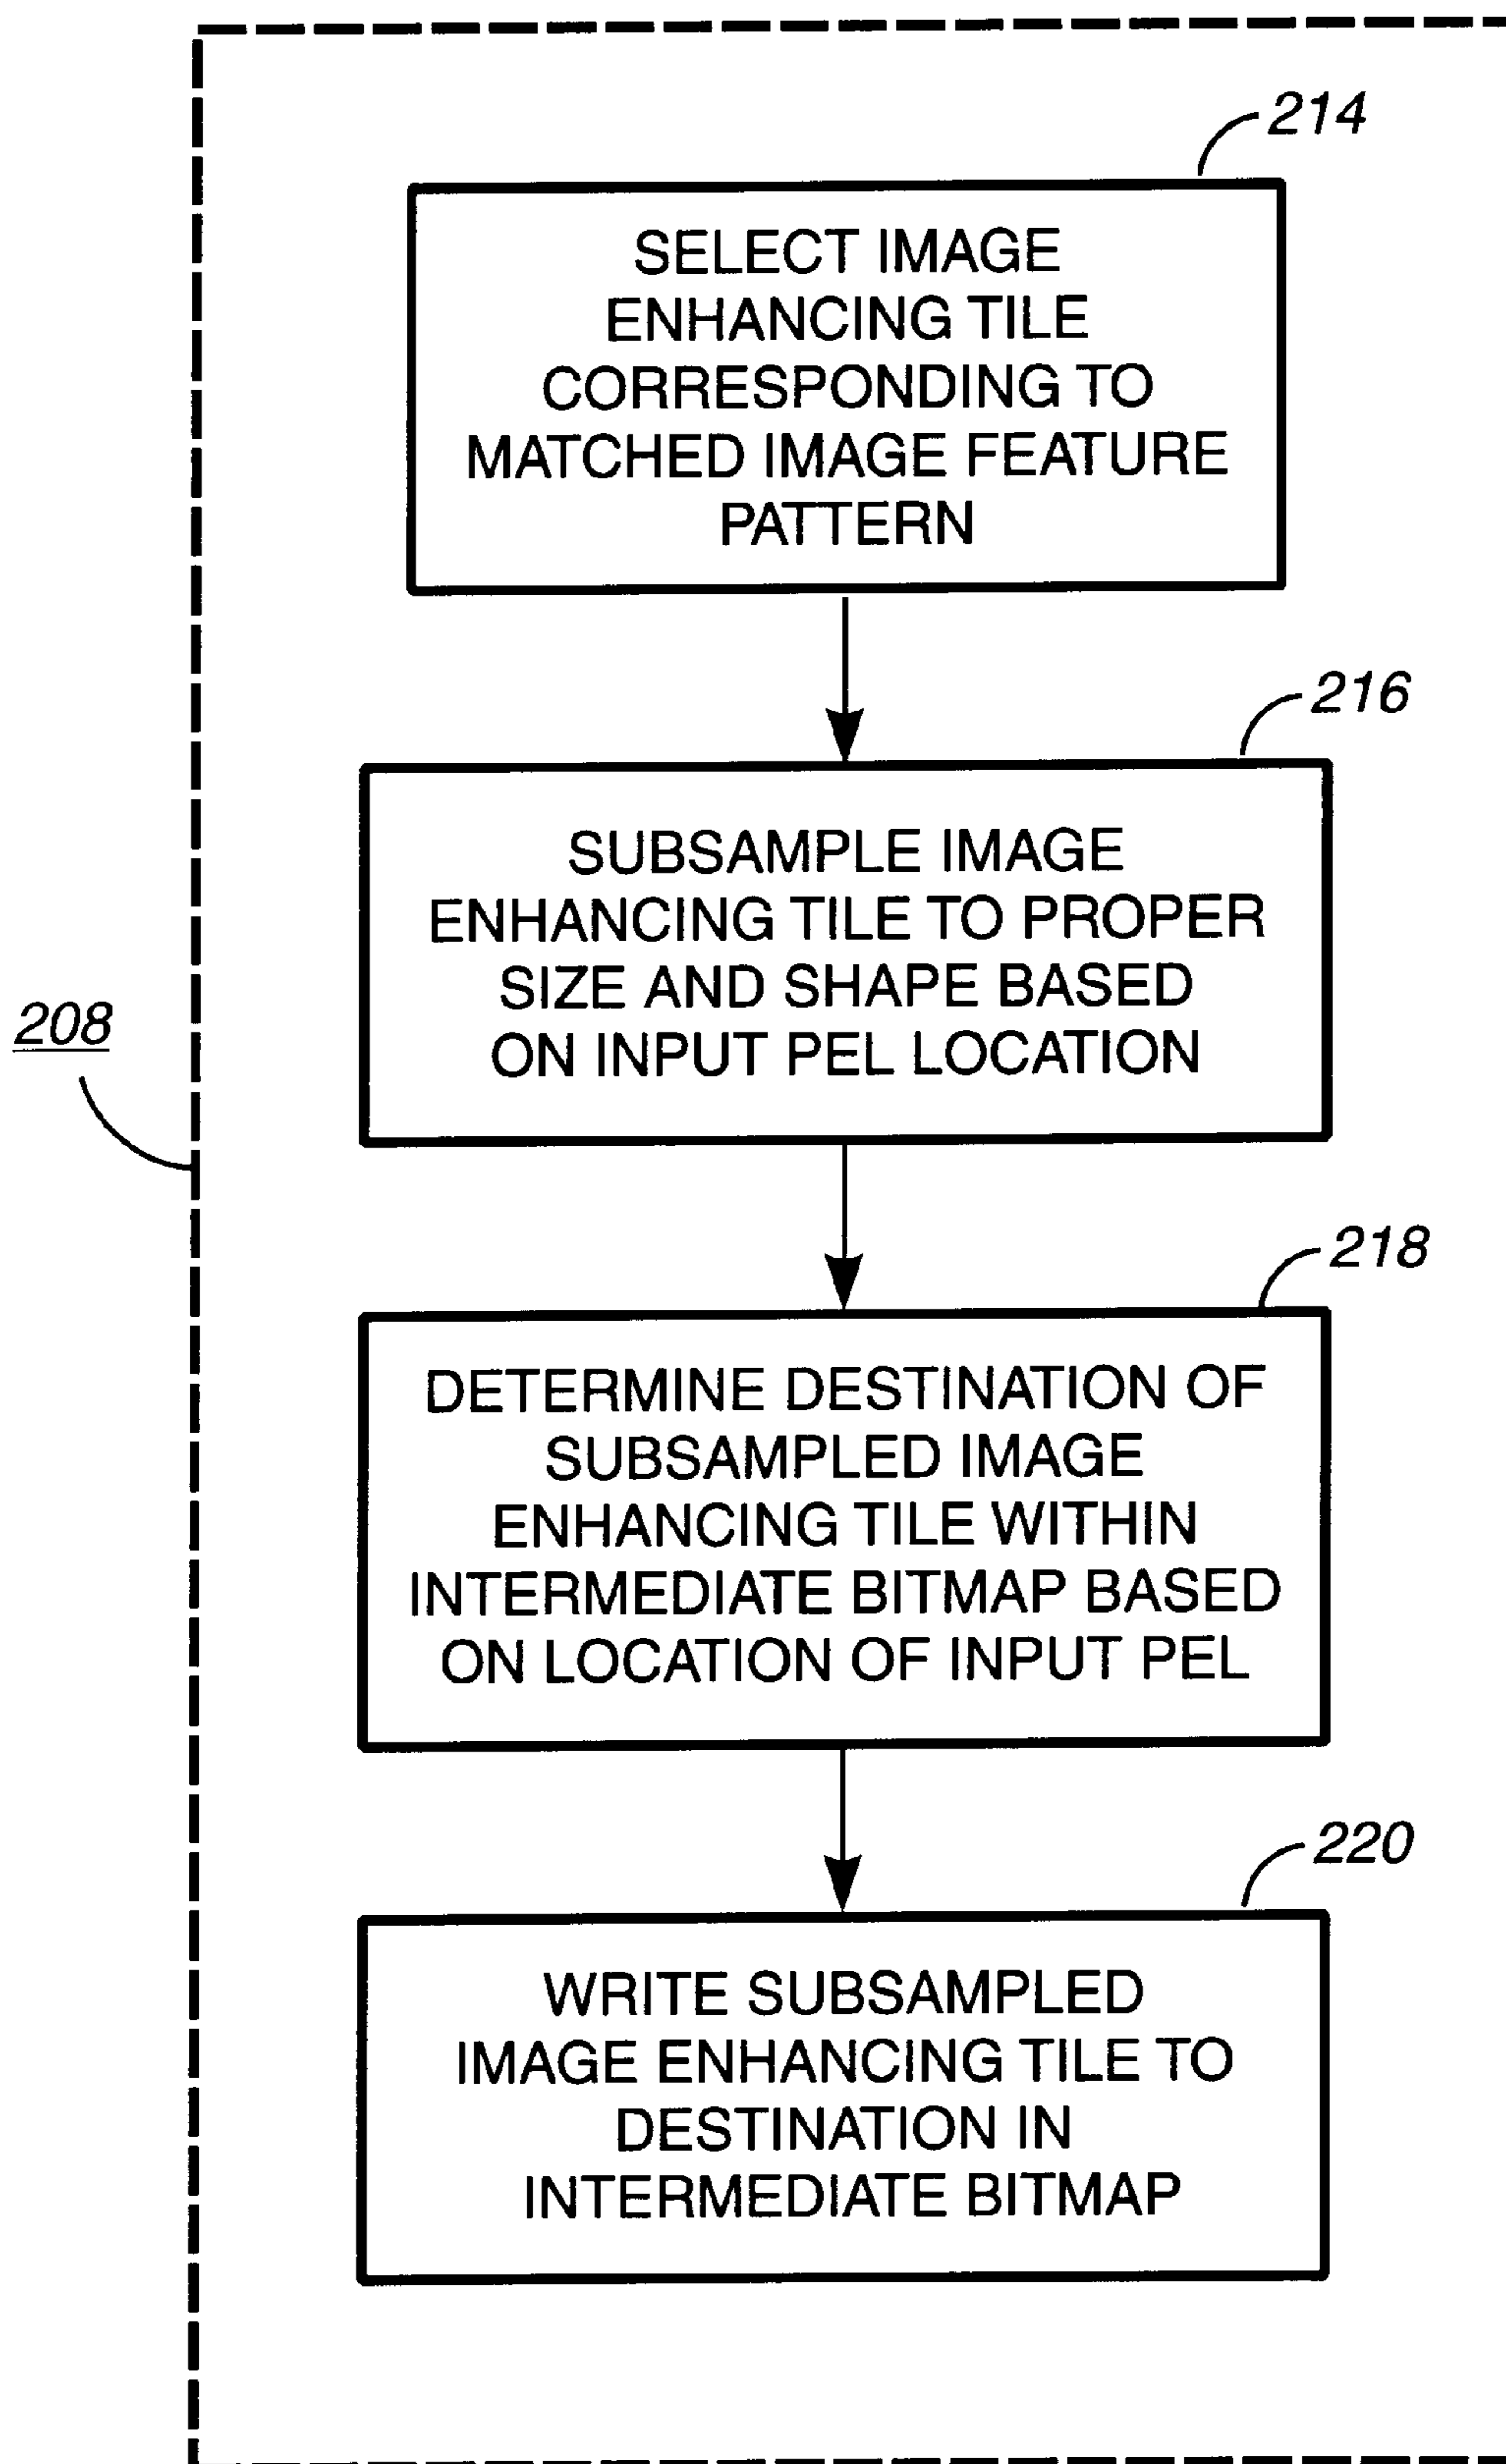 214
SELECT IMAGE
ENHANCING TILE
CORRESPONDING TO
MATCHED IMAGE FEATURE
PATTERN
216
SUBSAMPLE IMAGE
ENHANCING TILE TO PROPER
SIZE AND SHAPE BASED
ON INPUT PEL LOCATION
208
218
DETERMINE DESTINATION OF
SUBSAMPLED IMAGE
ENHANCING TILE WITHIN
INTERMEDIATE BITMAP BASED
ON LOCATION OF INPUT PEL
220
WRITE SUBSAMPLED
IMAGE ENHANCING TILE TO
DESTINATION IN
INTERMEDIATE BITMAP